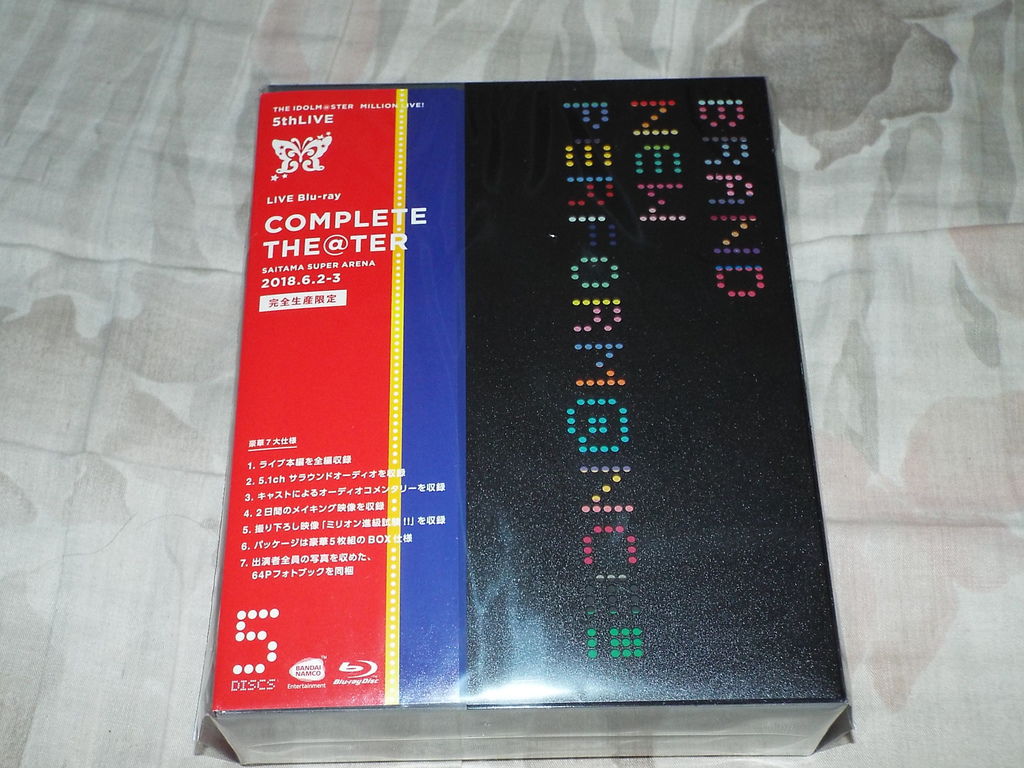 THE IDOLM@STER MILLION LIVE!
5thLIVE
LIVE Blu-ray
COMPLETE
THE@TER
SAITAMA SUPER ARENA
2018.6.2-3
完全生産限定
豪華7大仕様
1. ライブ本編を全編収録
2. 5.1ch サラウンドオーディオを収録
3. キャストによるオーディオコメンタリーを収録
4. 2日間のメイキング映像を収録
5. 撮り下ろし映像「ミリオン進級試験!!」を収録
6. パッケージは豪華5枚組のBOX仕様
7. 出演者全員の写真を収めた、
64Pフォトブックを同梱
5
DISCS
BANDAI
NAMCO
Entertainment
Blu-ray Disc
BRAND
NEW
PERFORM@NCE!!!